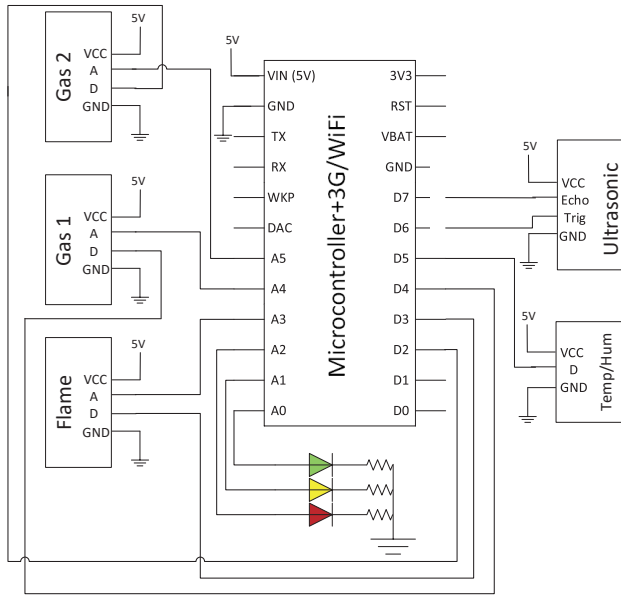 Gas 2
5V
VCC
A
D
GND
Gas 1
5V
VCC
A
D
GND
Flame
5V
VCC
A
D
GND
5V
Microcontroller+3G/WiFi
VIN (5V)
GND
TX
RX
WKP
DAC
A5
A4
A3
A2
A1
A0
3V3
RST
VBAT
GND
D7
D6
D5
D4
D3
D2
D1
D0
5V
VCC
Echo
Trig
GND
Ultrasonic
5V
VCC
D
GND
Temp/Hum